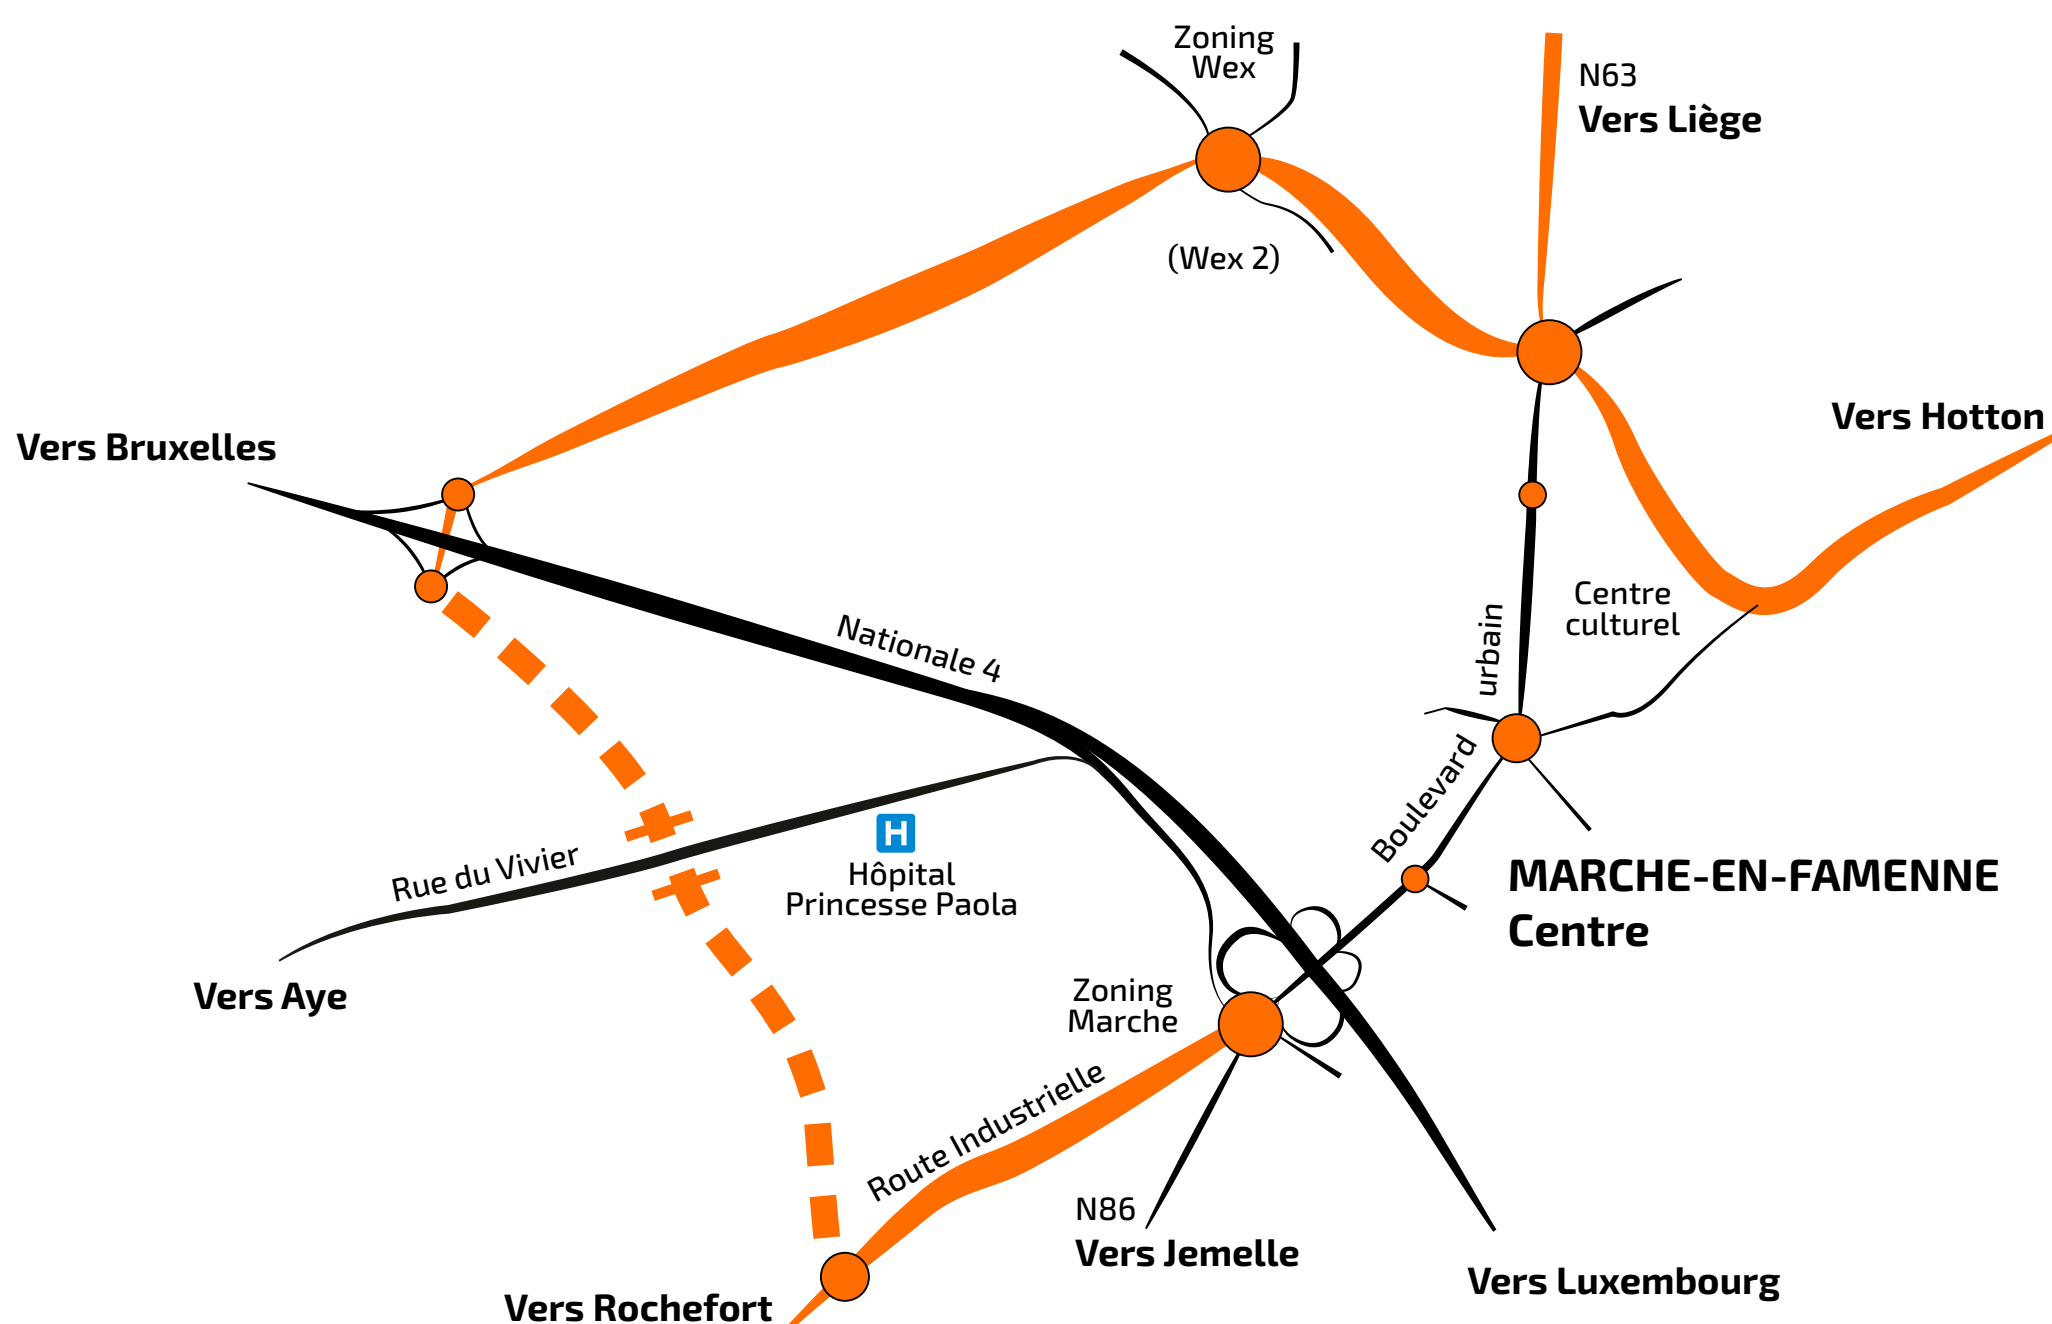 Zoning
Wex
N63
Vers Liège
(Wex 2)
Vers Hotton
Vers Bruxelles
Centre
culturel
urbain
Nationale 4
Boulevard
H
Rue du Vivier
Hôpital
Princesse Paola
MARCHE-EN-FAMENNE
Centre
Vers Aye
Zoning
Marche
Route Industrielle
N86
Vers Jemelle
Vers Luxembourg
Vers Rochefort